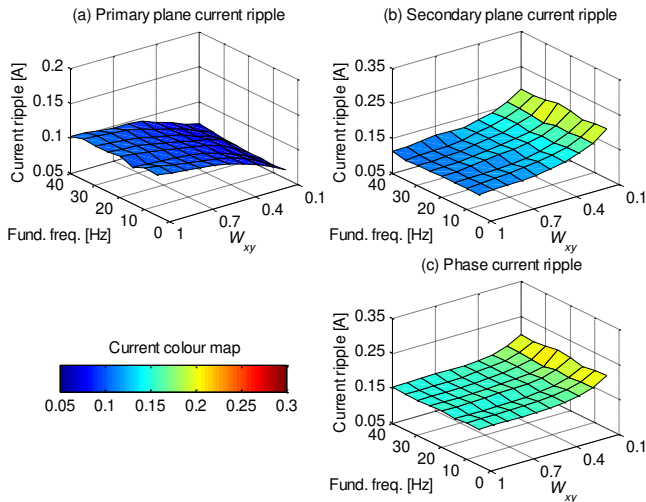 (a) Primary plane current ripple
Current ripple [A]
0.2
0.15
0.1
0.05
40
30
20
10
0
Fund. freq. [Hz]
1
0.7
0.4
0.1
W_xy
(b) Secondary plane current ripple
Current ripple [A]
0.35
0.25
0.15
0.05
40
30
20
10
0
Fund. freq. [Hz]
1
0.7
0.4
0.1
W_xy
Current colour map
0.05 0.1 0.15 0.2 0.25 0.3
(c) Phase current ripple
Current ripple [A]
0.35
0.25
0.15
0.05
40
30
20
10
0
Fund. freq. [Hz]
1
0.7
0.4
0.1
W_xy